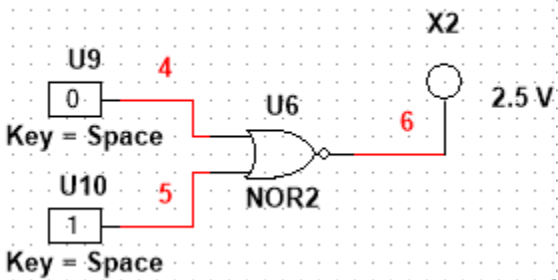 X2
U9
4
0
2.5 V
U6
Key = Space
6
U10
5
NOR2
1
Key = Space